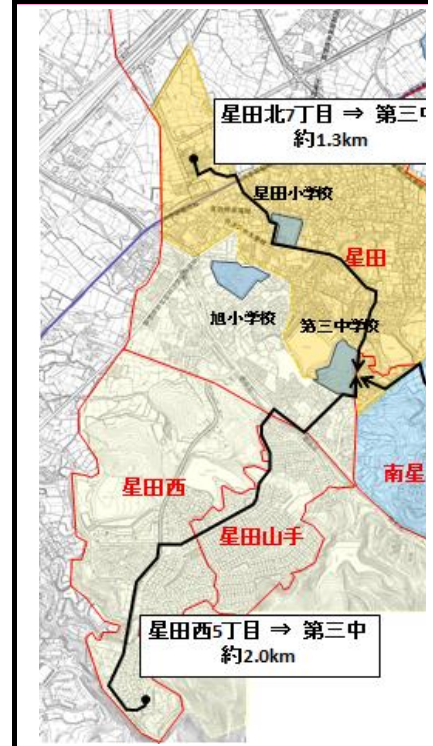 星田北7丁目 ⇒ 第三中
約1.3km
星田小学校
星田
旭小学校
第三中学校
南星
星田西
星田山手
星田西5丁目 ⇒ 第三中
約2.0km